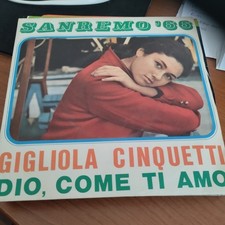 SANREMO '66
GIGLIOLA CINQUETTI
DIO, COME TI AMO